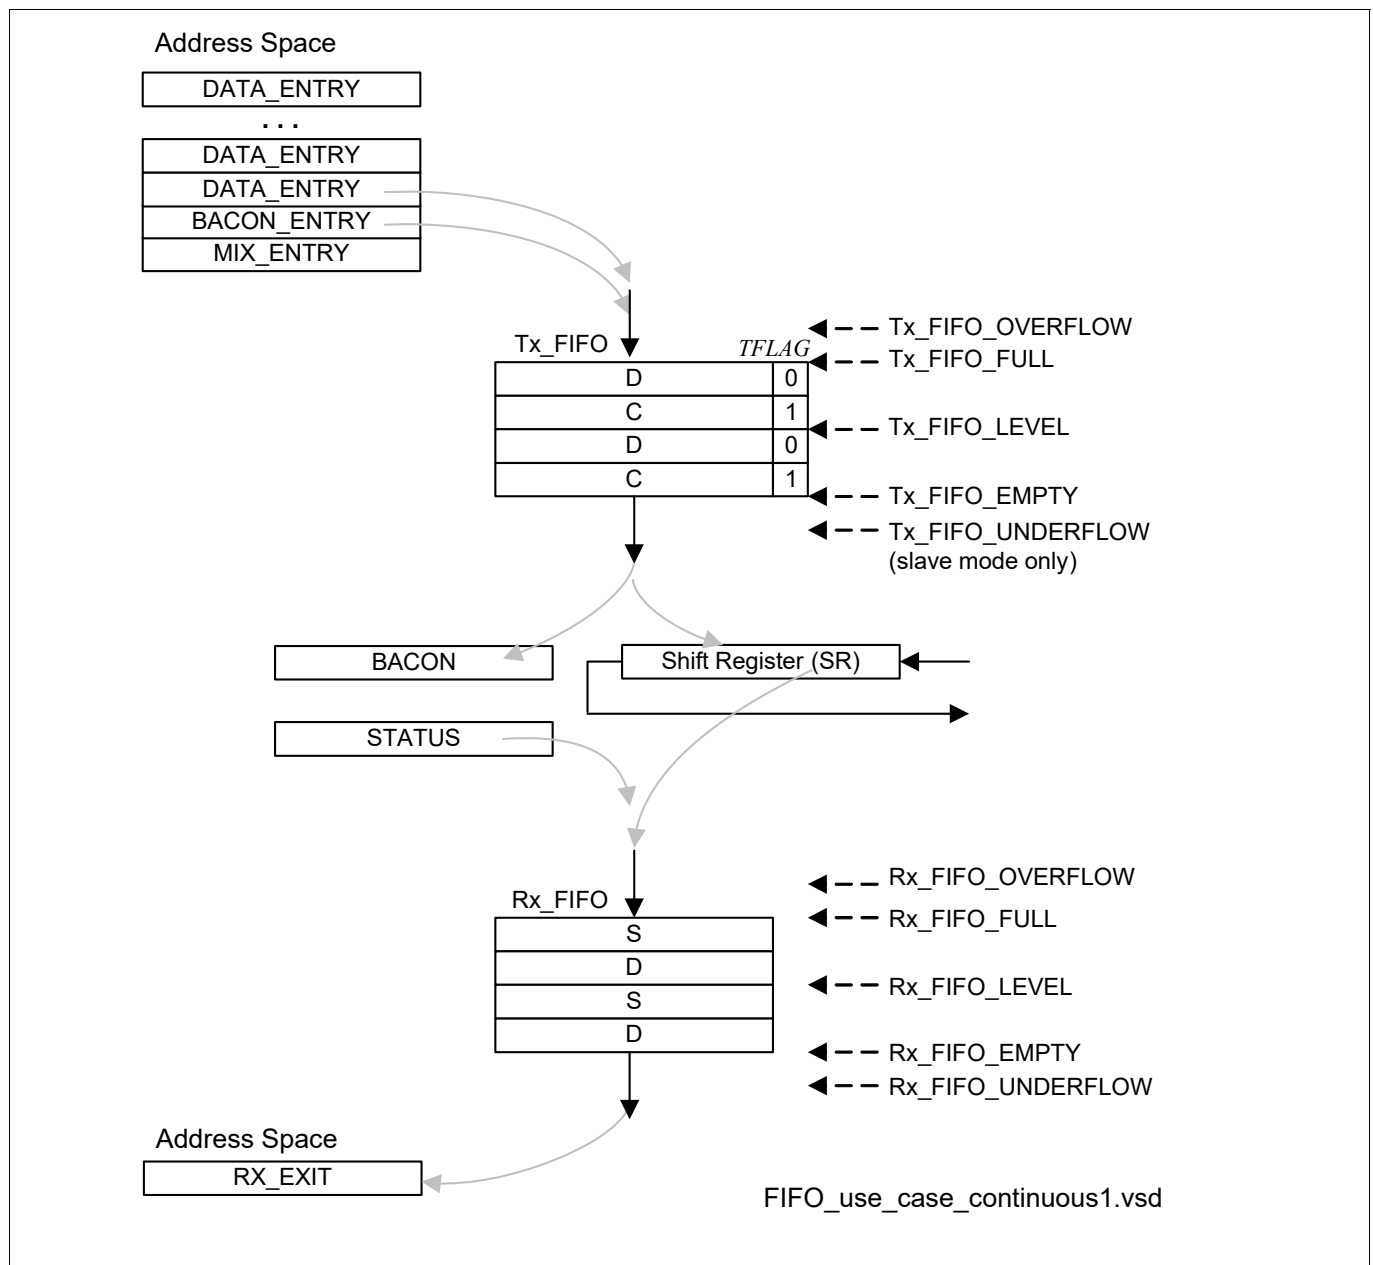 Address Space
DATA_ENTRY
. . .
DATA_ENTRY
DATA_ENTRY
BACON_ENTRY
MIX_ENTRY
Tx_FIFO
TFLAG
D 0
C 1
D 0
C 1
Tx_FIFO_OVERFLOW
Tx_FIFO_FULL
Tx_FIFO_LEVEL
Tx_FIFO_EMPTY
Tx_FIFO_UNDERFLOW
(slave mode only)
BACON
Shift Register (SR)
STATUS
Rx_FIFO
S
D
S
D
Rx_FIFO_OVERFLOW
Rx_FIFO_FULL
Rx_FIFO_LEVEL
Rx_FIFO_EMPTY
Rx_FIFO_UNDERFLOW
Address Space
RX_EXIT
FIFO_use_case_continuous1.vsd